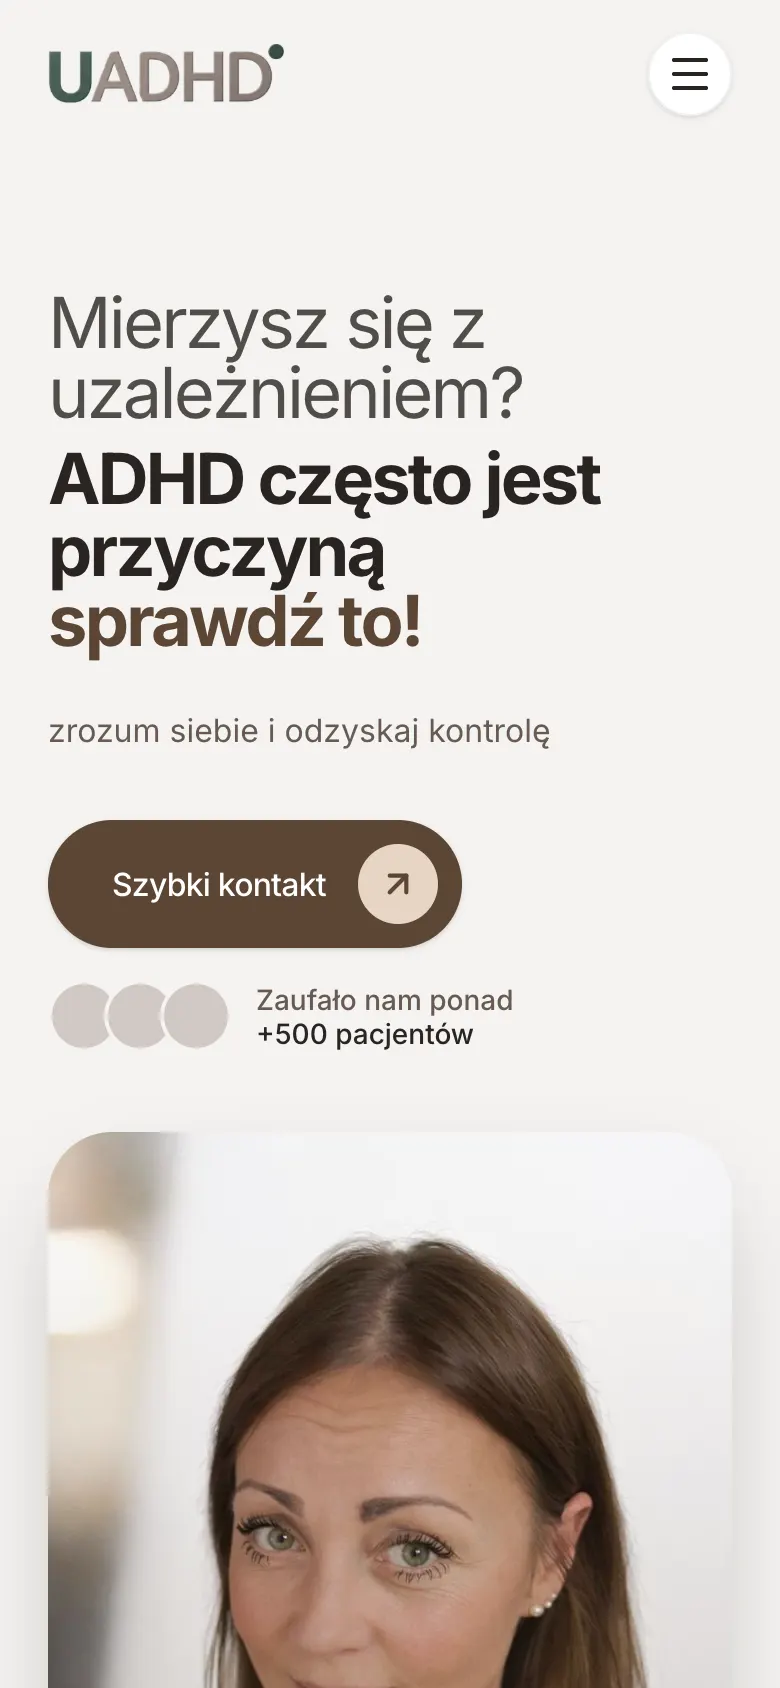 UADHD
Mierzysz się z
uzależnieniem?
ADHD często jest
przyczyną
sprawdź to!
zrozum siebie i odzyskaj kontrolę
Szybki kontakt
Zaufało nam ponad
+500 pacjentów